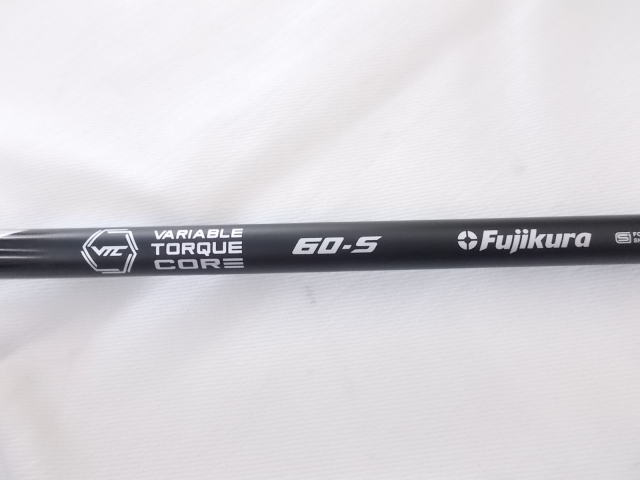 VTC
VARIABLE
TORQUE
CORE
60-S
Fujikura